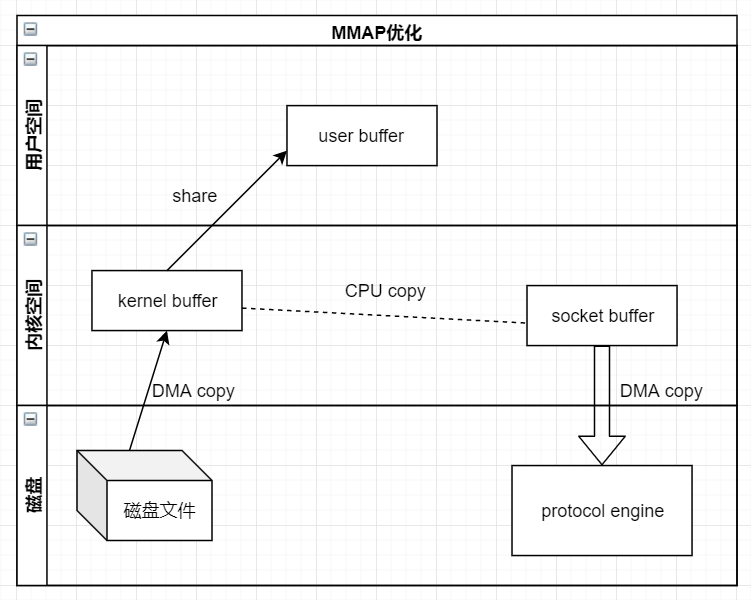 MMAP优化
用户空间
user buffer
share
内核空间
kernel buffer
CPU copy
socket buffer
DMA copy
DMA copy
磁盘
磁盘文件
protocol engine